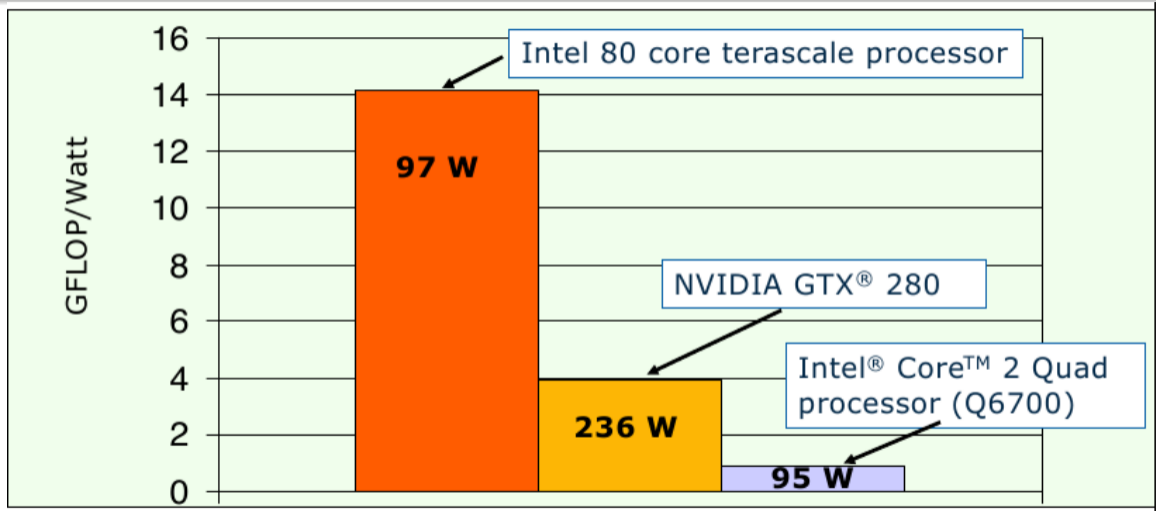 16
Intel 80 core terascale processor
14
12
97 W
10
8
NVIDIA GTX® 280
6
Intel® Core™ 2 Quad
processor (Q6700)
4
236 W
2
95 W
0
GFLOP/Watt